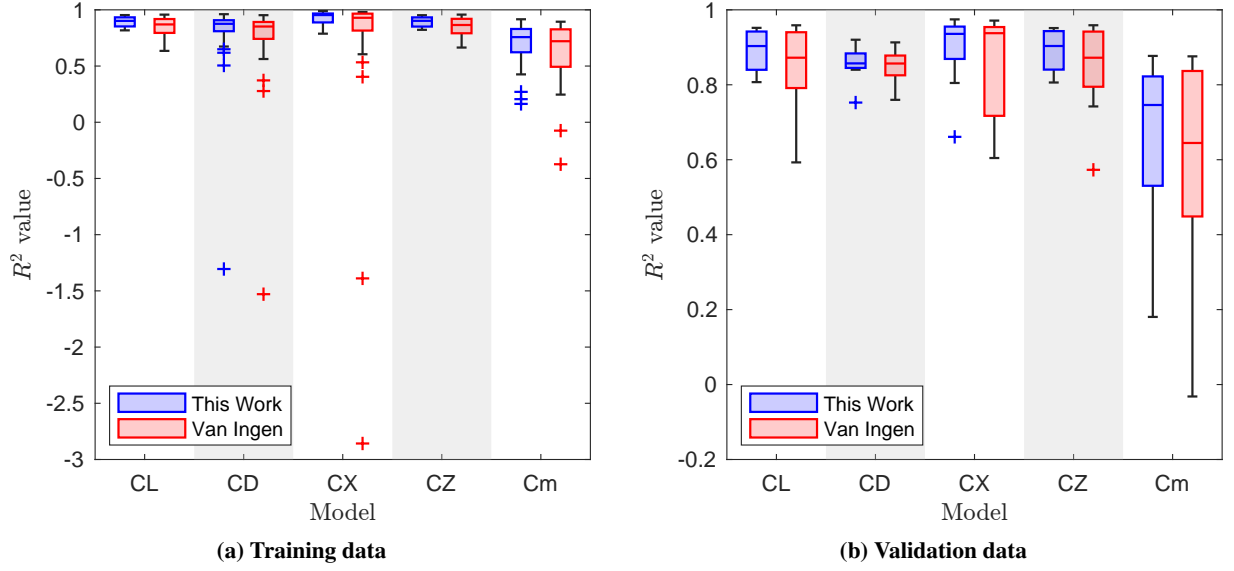 1
0.5
0
-0.5
-1
-1.5
-2
-2.5
-3
R² value
This Work
Van Ingen
CL CD CX CZ Cm
Model
(a) Training data
1
0.8
0.6
0.4
0.2
0
-0.2
R² value
This Work
Van Ingen
CL CD CX CZ Cm
Model
(b) Validation data